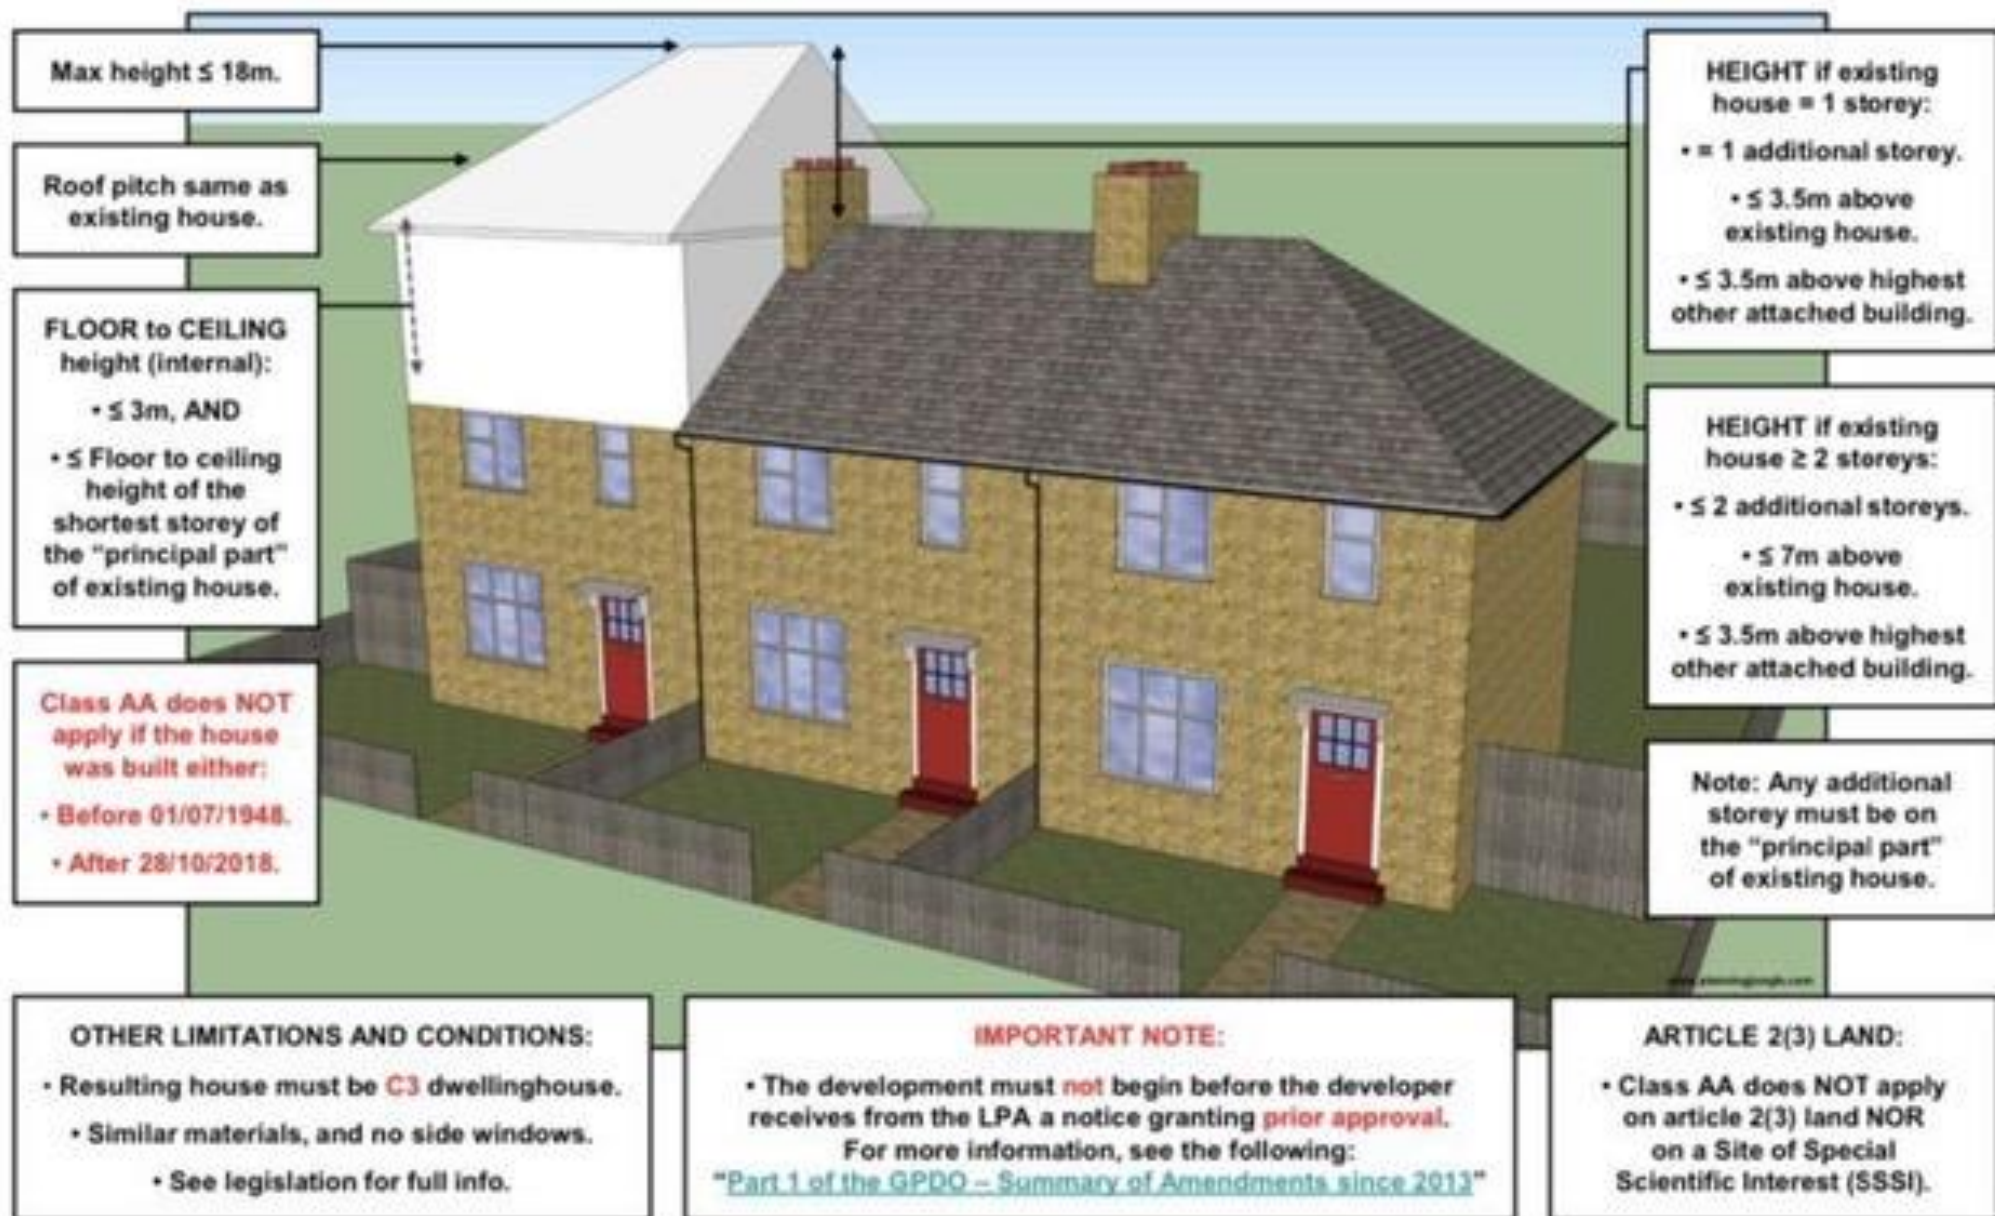 Max height ≤ 18m.
Roof pitch same as
existing house.
FLOOR to CEILING
height (internal):
• ≤ 3m, AND
• ≤ Floor to ceiling
height of the
shortest storey of
the "principal part"
of existing house.
Class AA does NOT
apply if the house
was built either:
• Before 01/07/1948.
• After 28/10/2018.
HEIGHT if existing
house = 1 storey:
• = 1 additional storey.
• ≤ 3.5m above
existing house.
• ≤ 3.5m above highest
other attached building.
HEIGHT if existing
house ≥ 2 storeys:
• ≤ 2 additional storeys.
• ≤ 7m above
existing house.
• ≤ 3.5m above highest
other attached building.
Note: Any additional
storey must be on
the "principal part"
of existing house.
www.planningjungle.com
OTHER LIMITATIONS AND CONDITIONS:
• Resulting house must be C3 dwellinghouse.
• Similar materials, and no side windows.
• See legislation for full info.
IMPORTANT NOTE:
• The development must not begin before the developer
receives from the LPA a notice granting prior approval.
For more information, see the following:
"Part 1 of the GPDO – Summary of Amendments since 2013"
ARTICLE 2(3) LAND:
• Class AA does NOT apply
on article 2(3) land NOR
on a Site of Special
Scientific Interest (SSSI).